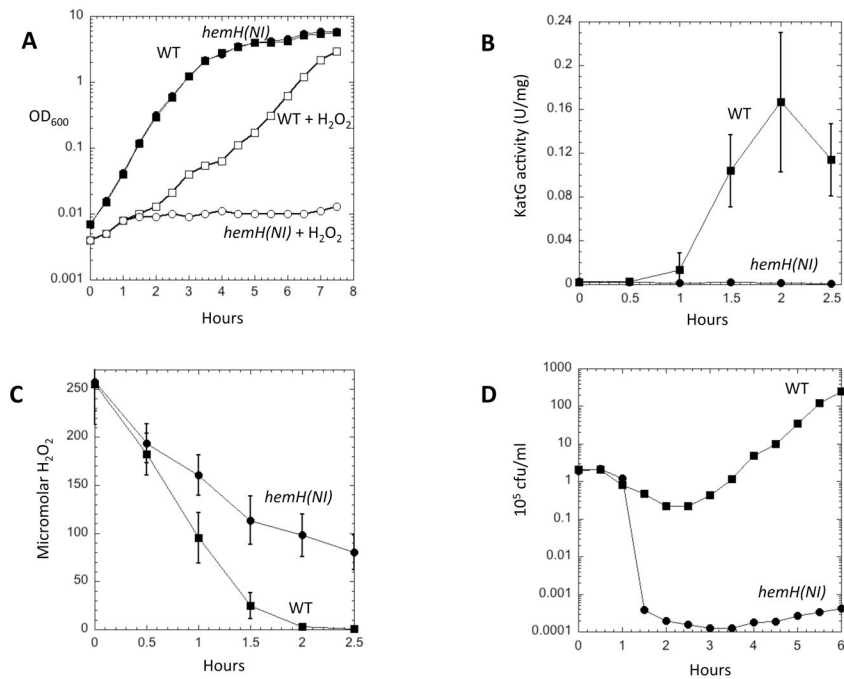 A
10
1
0.1
0.01
0.001
OD600
WT
hemH(NI)
WT + H2O2
hemH(NI) + H2O2
0 1 2 3 4 5 6 7 8
Hours
B
0.24
0.2
0.16
0.12
0.08
0.04
0
KatG activity (U/mg)
WT
hemH(NI)
0 0.5 1 1.5 2 2.5
Hours
C
250
200
150
100
50
0
Micromolar H2O2
hemH(NI)
WT
0 0.5 1 1.5 2 2.5
Hours
D
1000
100
10
1
0.1
0.01
0.001
0.0001
10⁵ cfu/ml
WT
hemH(NI)
0 1 2 3 4 5 6
Hours